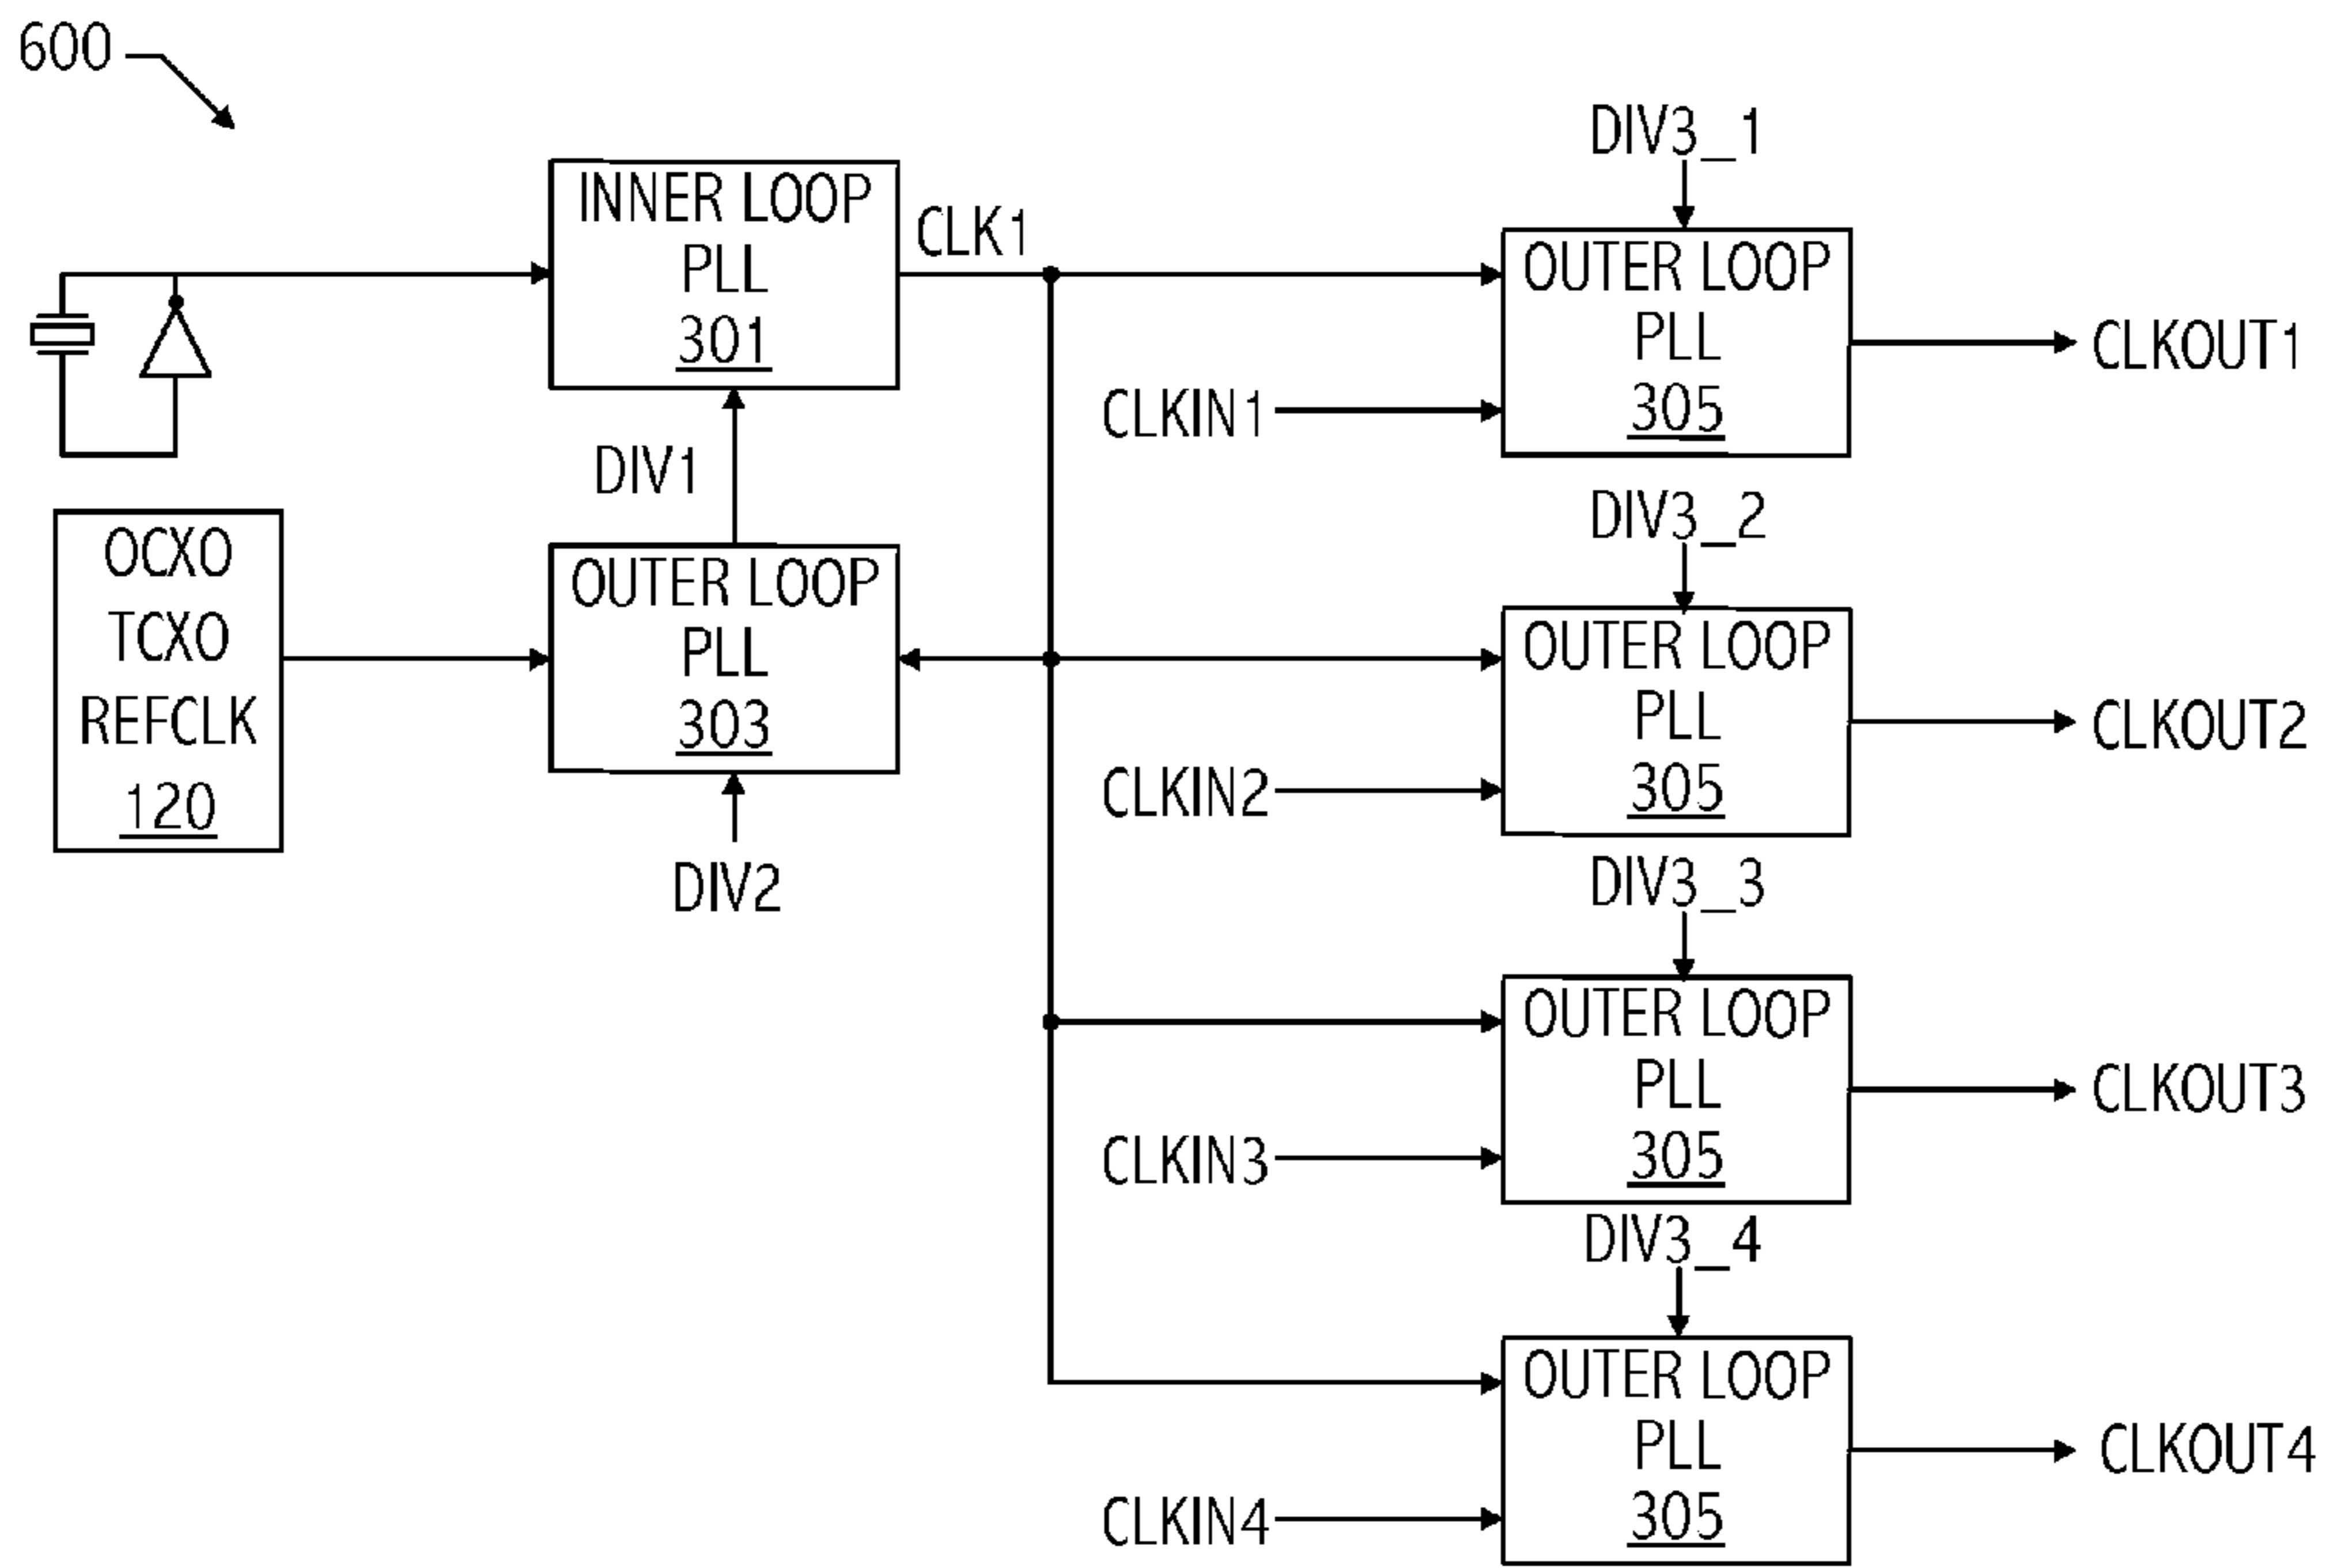 600
INNER LOOP
PLL
301
CLK1
DIV3_1
OUTER LOOP
PLL
305
CLKIN1
CLKOUT1
DIV1
OCXO
TCXO
REFCLK
120
OUTER LOOP
PLL
303
DIV2
DIV3_2
OUTER LOOP
PLL
305
CLKIN2
CLKOUT2
DIV3_3
OUTER LOOP
PLL
305
CLKIN3
CLKOUT3
DIV3_4
OUTER LOOP
PLL
305
CLKIN4
CLKOUT4